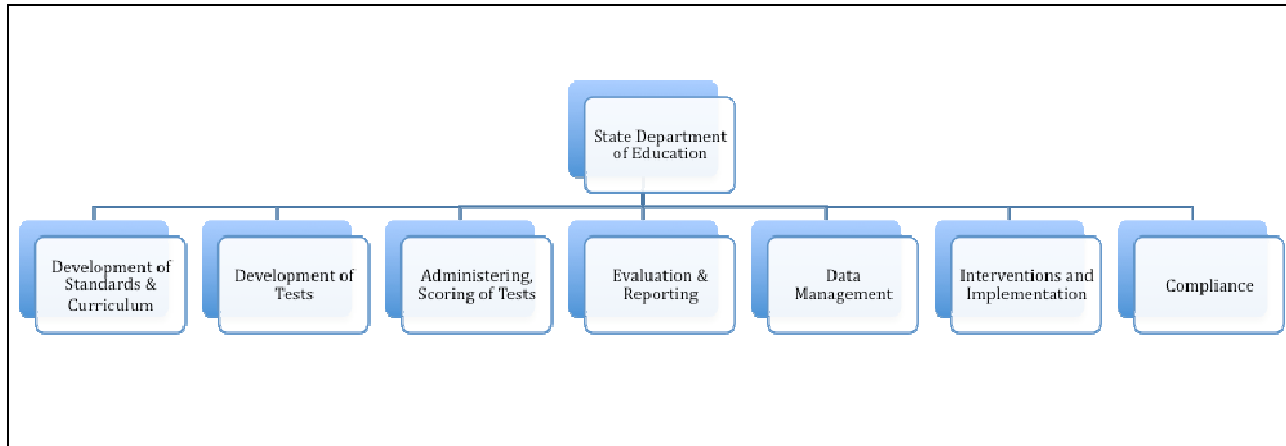 State Department
of Education
Development of
Standards &
Curriculum
Development of
Tests
Administering,
Scoring of Tests
Evaluation &
Reporting
Data
Management
Interventions and
Implementation
Compliance